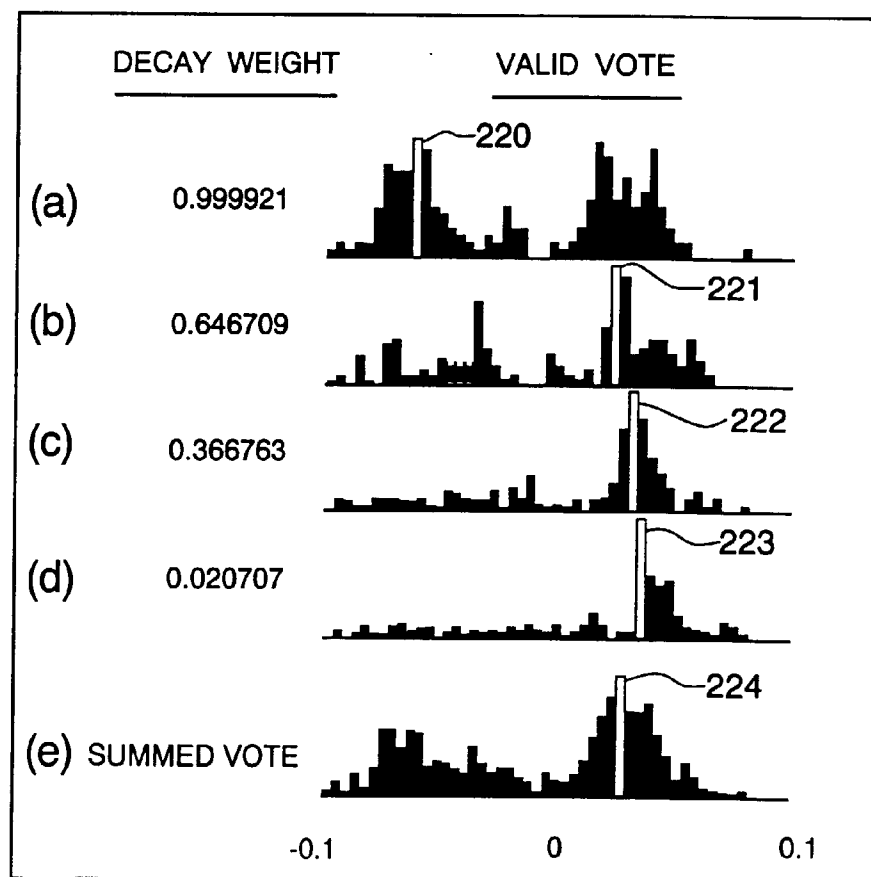 DECAY WEIGHT VALID VOTE
220
(a) 0.999921
221
(b) 0.646709
222
(c) 0.366763
223
(d) 0.020707
224
(e) SUMMED VOTE
-0.1 0 0.1